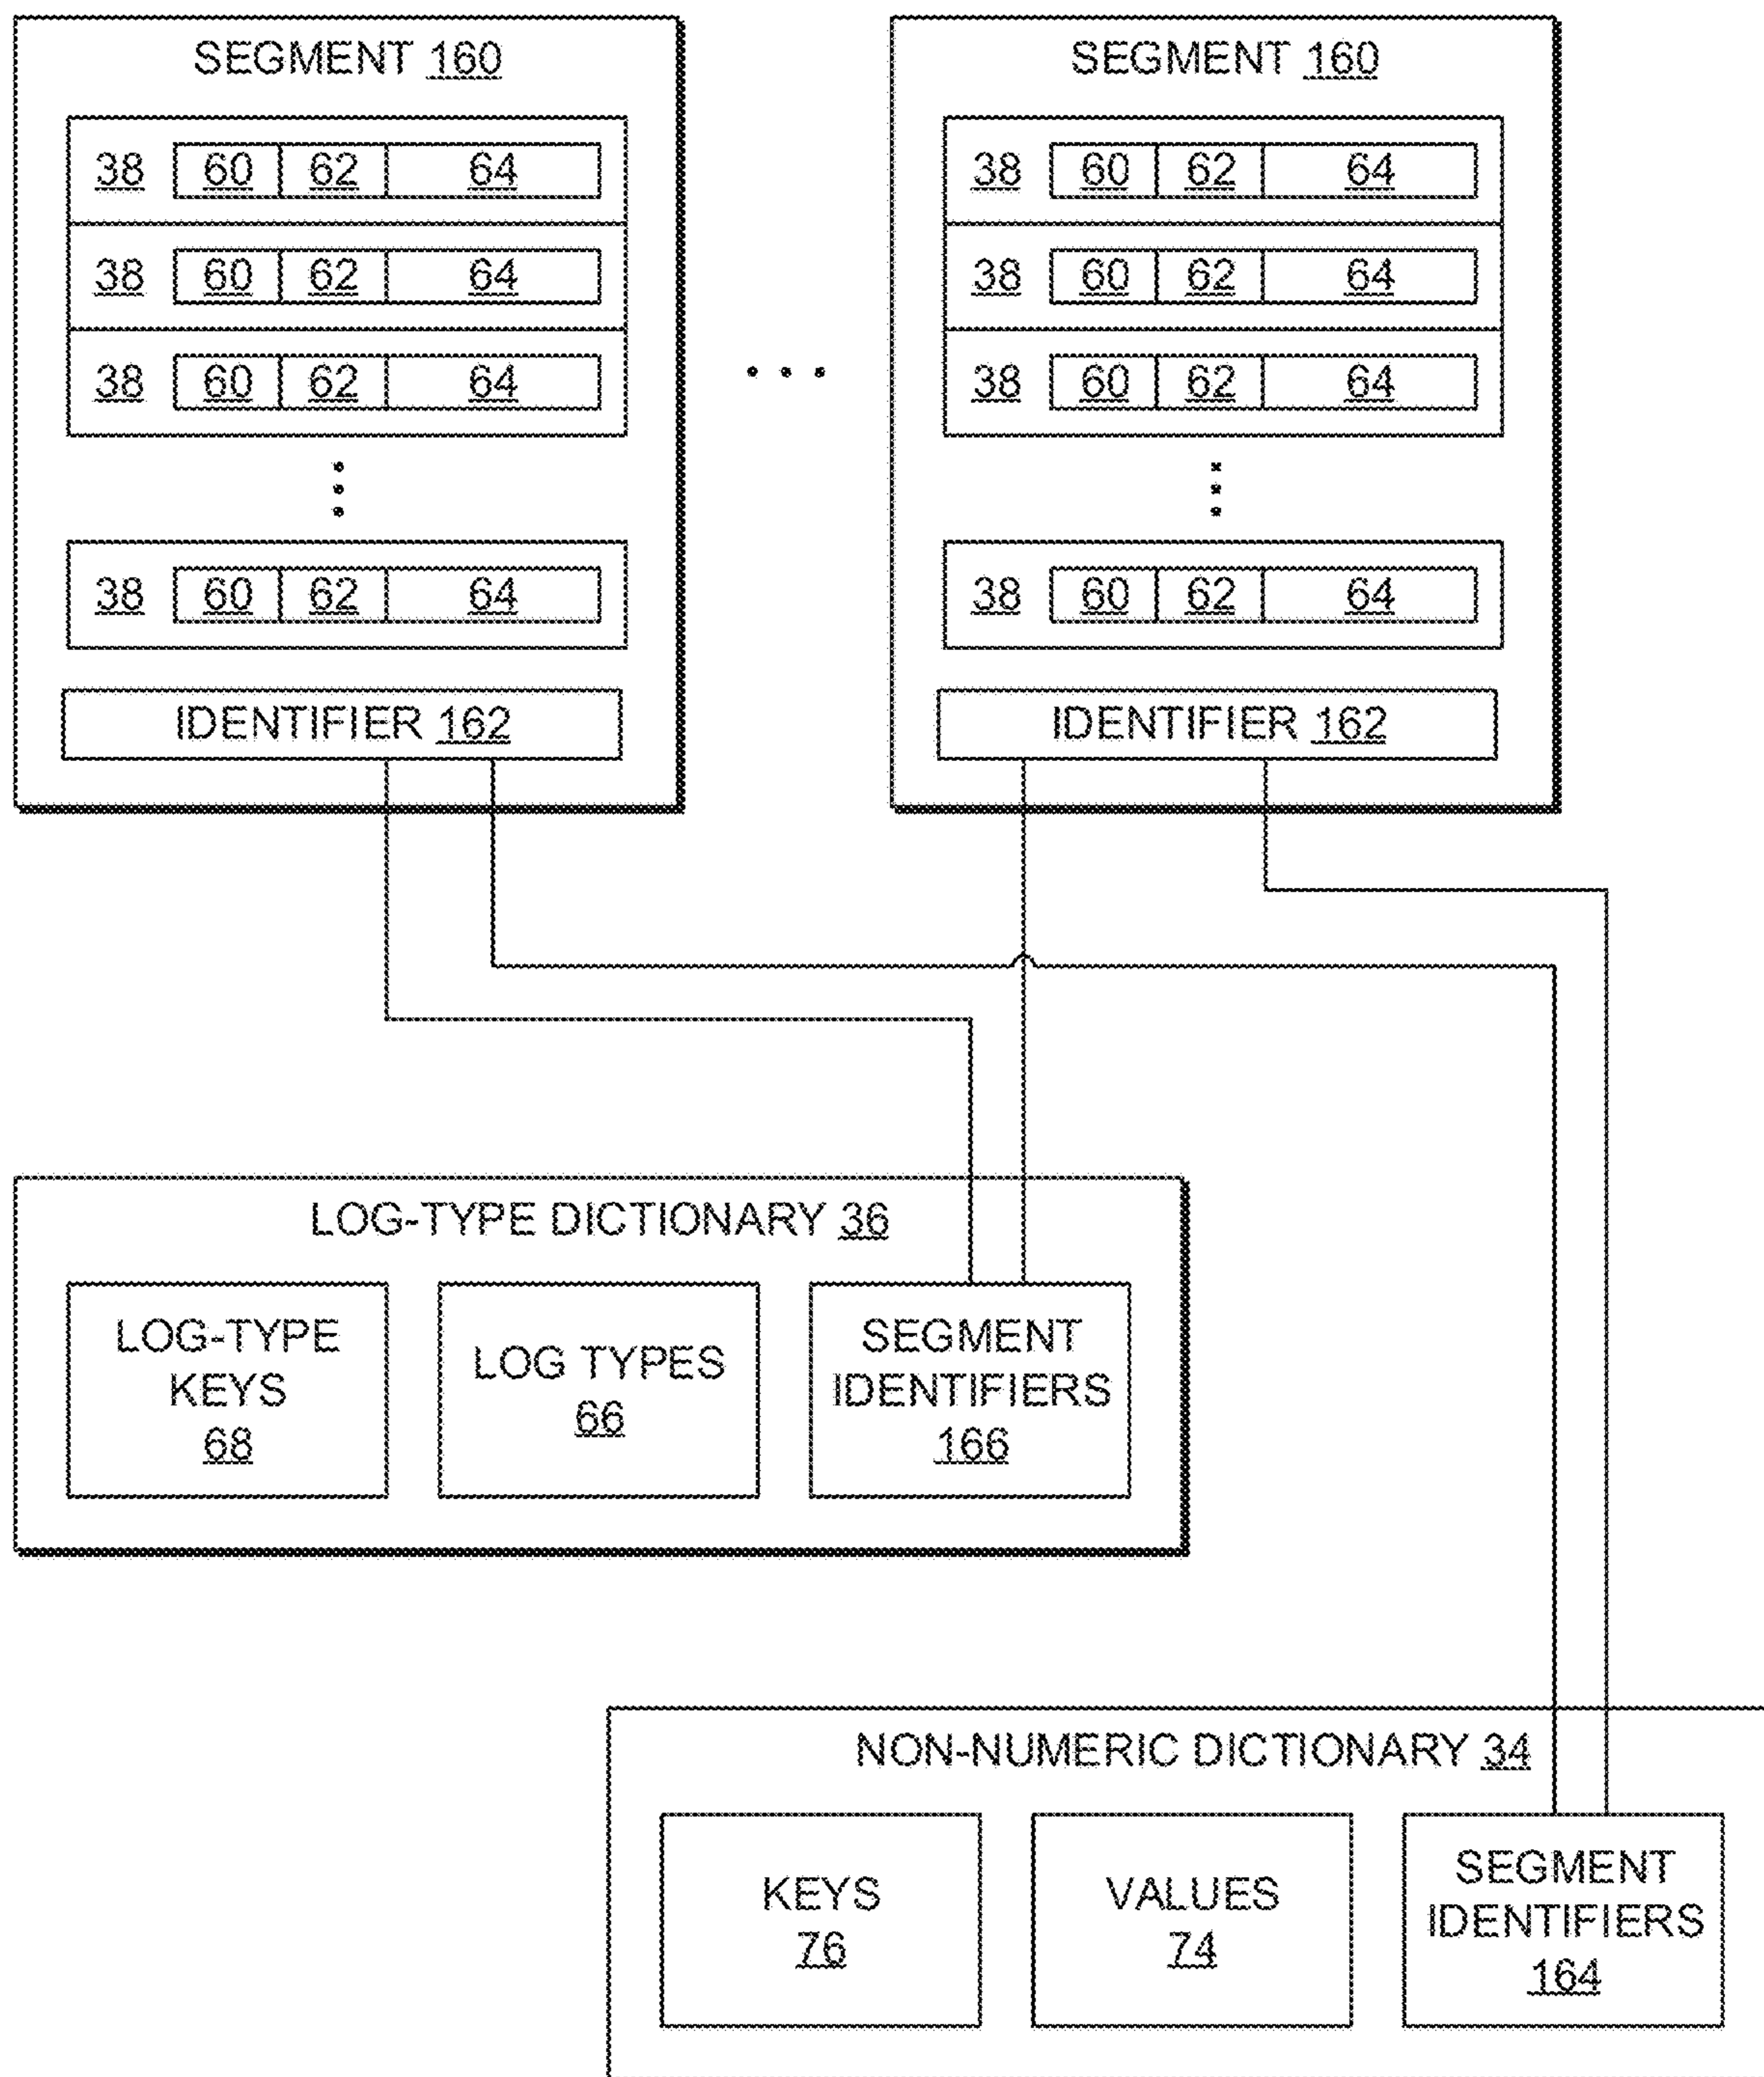 SEGMENT 160
38 60 62 64
38 60 62 64
38 60 62 64
38 60 62 64
IDENTIFIER 162
SEGMENT 160
38 60 62 64
38 60 62 64
38 60 62 64
38 60 62 64
IDENTIFIER 162
LOG-TYPE DICTIONARY 36
LOG-TYPE
KEYS
68
LOG TYPES
66
SEGMENT
IDENTIFIERS
166
NON-NUMERIC DICTIONARY 34
KEYS
76
VALUES
74
SEGMENT
IDENTIFIERS
164